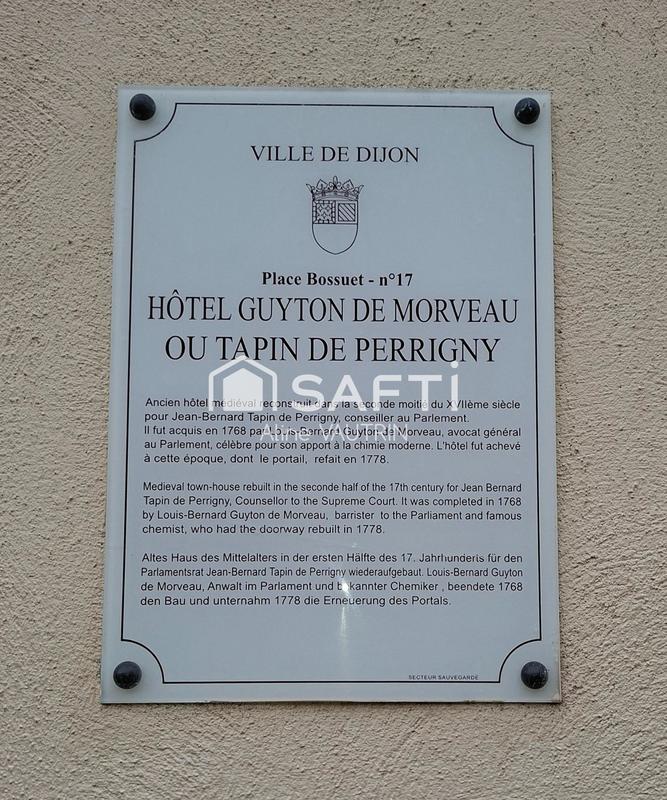 VILLE DE DIJON
Place Bossuet - n°17
HÔTEL GUYTON DE MORVEAU
OU TAPIN DE PERRIGNY
SAFTI
Aline VAUTRIN
Ancien hôtel médiéval reconstruit dans la seconde moitié du XVIIème siècle
pour Jean-Bernard Tapin de Perrigny, conseiller au Parlement.
Il fut acquis en 1768 par Louis-Bernard Guyton de Morveau, avocat général
au Parlement, célèbre pour son apport à la chimie moderne. L'hôtel fut achevé
à cette époque, dont le portail, refait en 1778.
Medieval town-house rebuilt in the seconde half of the 17th century for Jean Bernard
Tapin de Perrigny, Counsellor to the Supreme Court. It was completed in 1768
by Louis-Bernard Guyton de Morveau, barrister to the Parliament and famous
chemist, who had the doorway rebuilt in 1778.
Altes Haus des Mittelalters in der ersten Hälfte des 17. Jahrhunderis für den
Parlamentsrat Jean-Bernard Tapin de Perrigny wiederaufgebaut. Louis-Bernard Guyton
de Morveau, Anwalt im Parlament und bekannter Chemiker , beendete 1768
den Bau und unternahm 1778 die Erneuerung des Portals.
SECTEUR SAUVEGARDÉ